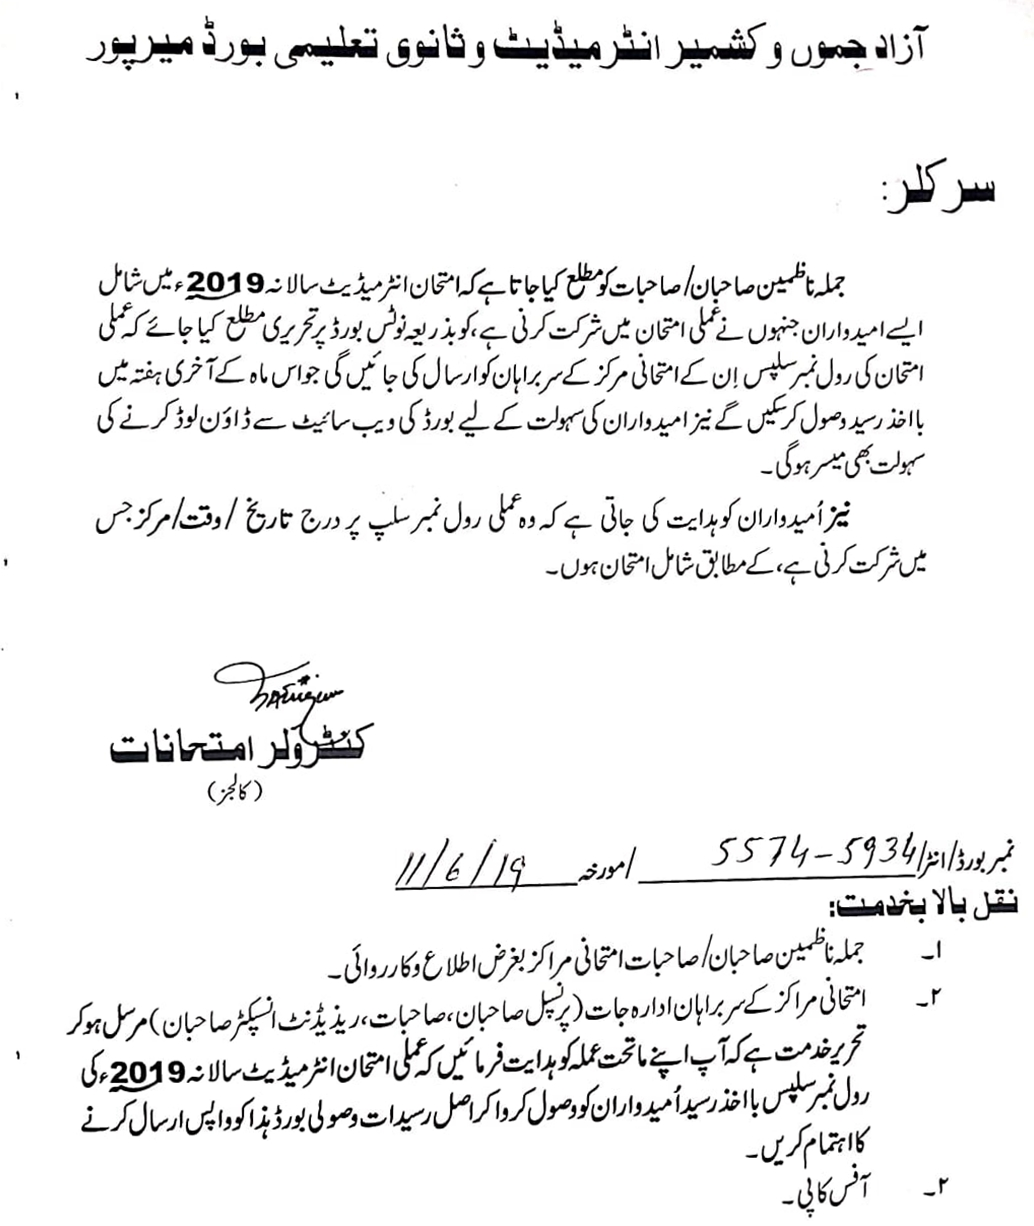 آزاد جموں و کشمیر انٹرمیڈیٹ و ثانوی تعلیمی بورڈ میرپور
سرکلر:
جملہ ناظمین صاحبان/صاحبات کو مطلع کیا جاتا ہے کہ امتحان انٹرمیڈیٹ سالانہ 2019ء میں شامل
ایسے امیدواران جنہوں نے عملی امتحان میں شرکت کرنی ہے، کو بذریعہ نوٹس بورڈ پر تحریری مطلع کیا جائے کہ عملی
امتحان کی رول نمبر سلپس اِن کے امتحانی مرکز کے سربراہان کو ارسال کی جائیں گی جو اس ماہ کے آخری ہفتہ میں
بااخذ رسید وصول کر سکیں گے نیز امیدواران کی سہولت کے لیے بورڈ کی ویب سائیٹ سے ڈاؤن لوڈ کرنے کی
سہولت بھی میسر ہوگی۔
نیز اُمیدواران کو ہدایت کی جاتی ہے کہ وہ عملی رول نمبر سلپ پر درج تاریخ /وقت/مرکز جس
میں شرکت کرنی ہے، کے مطابق شامل امتحان ہوں۔
کنٹرولر امتحانات
(کالجز)
نمبر بورڈ/انٹر/ 5574-5934 /مورخہ 11/6/19
نقل بالا بخدمت:
۱۔ جملہ ناظمین صاحبان/صاحبات امتحانی مراکز بغرض اطلاع و کارروائی۔
۲۔ امتحانی مراکز کے سربراہان ادارہ جات (پرنسپل صاحبان، صاحبات، ریذیڈنٹ انسپکٹر صاحبان) مرسل ہو کر
تحریر خدمت ہے کہ آپ اپنے ماتحت عملہ کو ہدایت فرمائیں کہ عملی امتحان انٹرمیڈیٹ سالانہ 2019ء کی
رول نمبر سلپس بااخذ رسید اُمیدواران کو وصول کروا کر اصل رسیدات وصولی بورڈ ہذا کو واپس ارسال کرنے
کا اہتمام کریں۔
۲۔ آفس کاپی۔